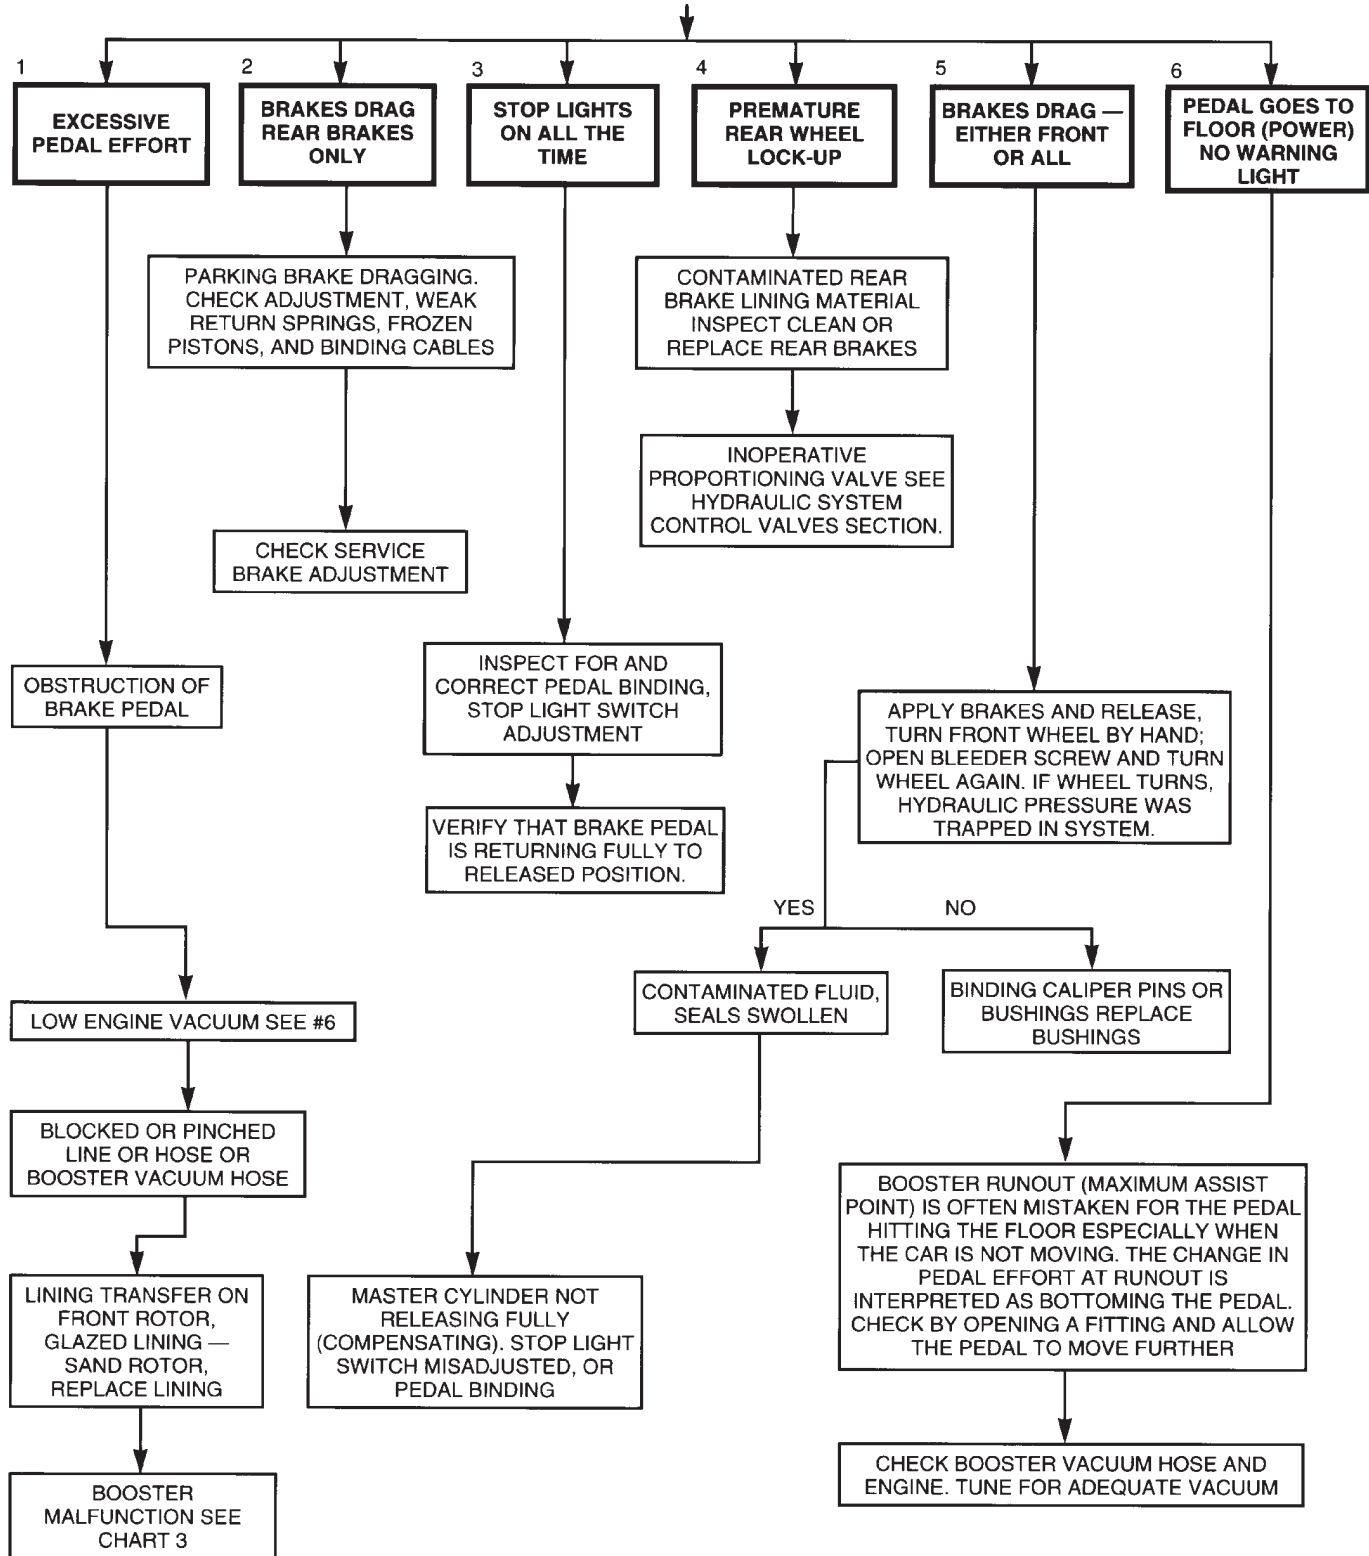 1
EXCESSIVE
PEDAL EFFORT
2
BRAKES DRAG
REAR BRAKES
ONLY
3
STOP LIGHTS
ON ALL THE
TIME
4
PREMATURE
REAR WHEEL
LOCK-UP
5
BRAKES DRAG —
EITHER FRONT
OR ALL
6
PEDAL GOES TO
FLOOR (POWER)
NO WARNING
LIGHT
PARKING BRAKE DRAGGING.
CHECK ADJUSTMENT, WEAK
RETURN SPRINGS, FROZEN
PISTONS, AND BINDING CABLES
CONTAMINATED REAR
BRAKE LINING MATERIAL
INSPECT CLEAN OR
REPLACE REAR BRAKES
INOPERATIVE
PROPORTIONING VALVE SEE
HYDRAULIC SYSTEM
CONTROL VALVES SECTION.
CHECK SERVICE
BRAKE ADJUSTMENT
OBSTRUCTION OF
BRAKE PEDAL
INSPECT FOR AND
CORRECT PEDAL BINDING,
STOP LIGHT SWITCH
ADJUSTMENT
APPLY BRAKES AND RELEASE,
TURN FRONT WHEEL BY HAND;
OPEN BLEEDER SCREW AND TURN
WHEEL AGAIN. IF WHEEL TURNS,
HYDRAULIC PRESSURE WAS
TRAPPED IN SYSTEM.
VERIFY THAT BRAKE PEDAL
IS RETURNING FULLY TO
RELEASED POSITION.
YES
NO
CONTAMINATED FLUID,
SEALS SWOLLEN
BINDING CALIPER PINS OR
BUSHINGS REPLACE
BUSHINGS
LOW ENGINE VACUUM SEE #6
BLOCKED OR PINCHED
LINE OR HOSE OR
BOOSTER VACUUM HOSE
BOOSTER RUNOUT (MAXIMUM ASSIST
POINT) IS OFTEN MISTAKEN FOR THE PEDAL
HITTING THE FLOOR ESPECIALLY WHEN
THE CAR IS NOT MOVING. THE CHANGE IN
PEDAL EFFORT AT RUNOUT IS
INTERPRETED AS BOTTOMING THE PEDAL.
CHECK BY OPENING A FITTING AND ALLOW
THE PEDAL TO MOVE FURTHER
LINING TRANSFER ON
FRONT ROTOR,
GLAZED LINING —
SAND ROTOR,
REPLACE LINING
MASTER CYLINDER NOT
RELEASING FULLY
(COMPENSATING). STOP LIGHT
SWITCH MISADJUSTED, OR
PEDAL BINDING
CHECK BOOSTER VACUUM HOSE AND
ENGINE. TUNE FOR ADEQUATE VACUUM
BOOSTER
MALFUNCTION SEE
CHART 3